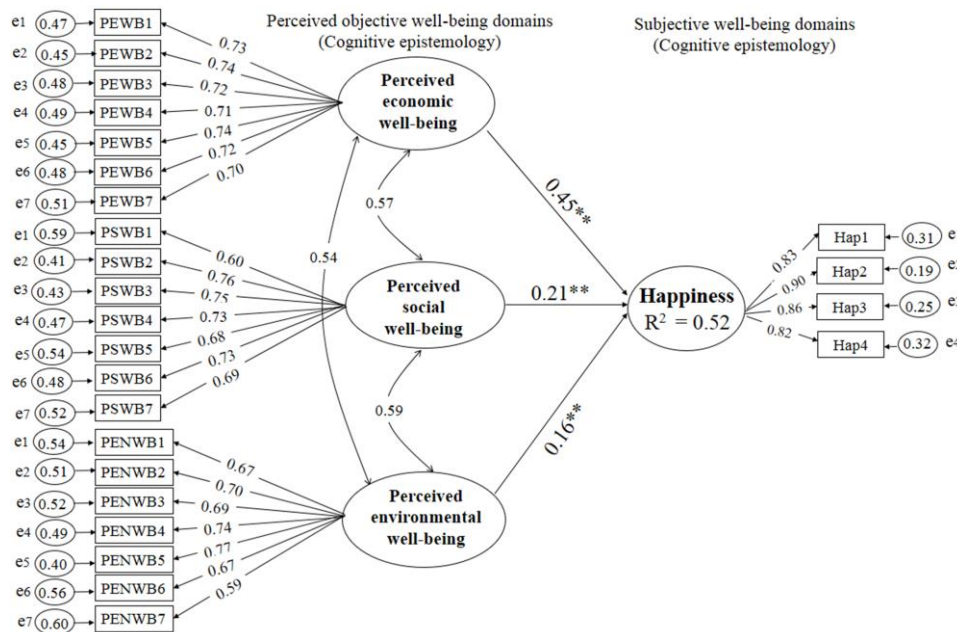 Perceived objective well-being domains
(Cognitive epistemology)
Subjective well-being domains
(Cognitive epistemology)
e1 0.47 PEWB1 0.73
e2 0.45 PEWB2 0.74
e3 0.48 PEWB3 0.72
e4 0.49 PEWB4 0.71
e5 0.45 PEWB5 0.74
e6 0.48 PEWB6 0.72
e7 0.51 PEWB7 0.70
Perceived
economic
well-being
e1 0.59 PSWB1 0.60
e2 0.41 PSWB2 0.76
e3 0.43 PSWB3 0.75
e4 0.47 PSWB4 0.73
e5 0.54 PSWB5 0.68
e6 0.48 PSWB6 0.73
e7 0.52 PSWB7 0.69
Perceived
social
well-being
e1 0.54 PENWB1 0.67
e2 0.51 PENWB2 0.70
e3 0.52 PENWB3 0.69
e4 0.49 PENWB4 0.74
e5 0.40 PENWB5 0.77
e6 0.56 PENWB6 0.67
e7 0.60 PENWB7 0.59
Perceived
environmental
well-being
0.57
0.54
0.59
0.45**
0.21**
0.16**
Happiness
R² = 0.52
0.83 Hap1 0.31 e
0.90 Hap2 0.19
0.86 Hap3 0.25
0.82 Hap4 0.32 e4